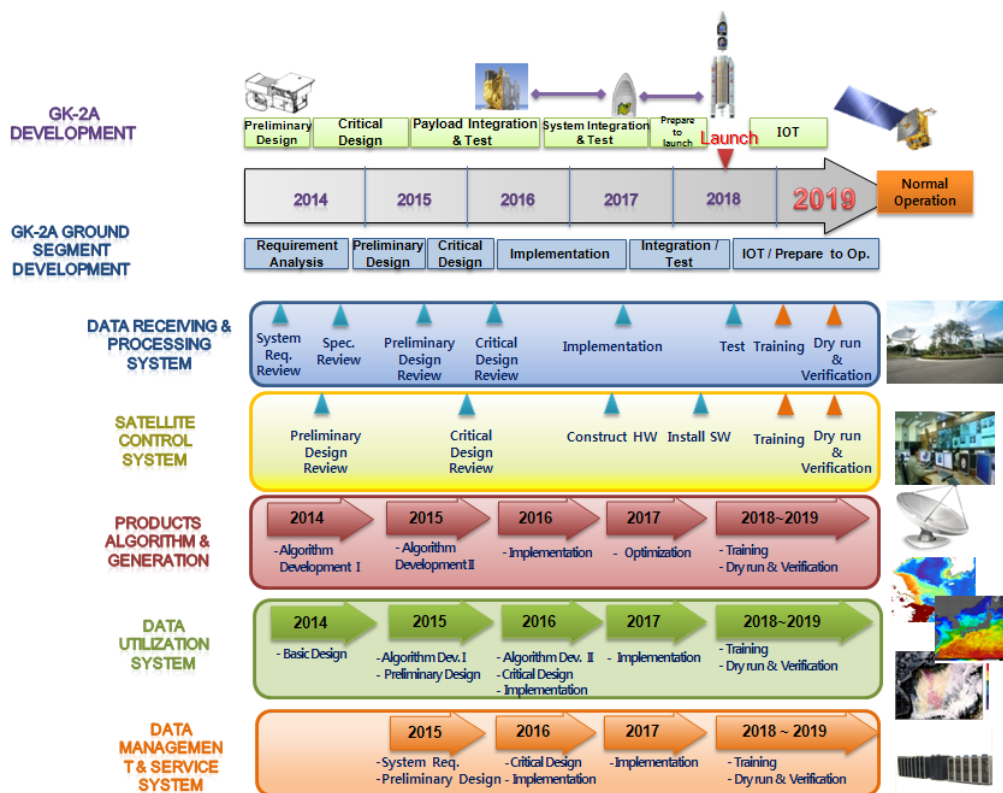 GK-2A
DEVELOPMENT
Preliminary
Design
Critical
Design
Payload Integration
& Test
System Integration
& Test
Prepare
to
launch
Launch
IOT
2014
2015
2016
2017
2018
2019
Normal
Operation
GK-2A GROUND
SEGMENT
DEVELOPMENT
Requirement
Analysis
Preliminary
Design
Critical
Design
Implementation
Integration /
Test
IOT / Prepare to Op.
DATA RECEIVING &
PROCESSING
SYSTEM
System
Req.
Review
Spec.
Review
Preliminary
Design
Review
Critical
Design
Review
Implementation
Test
Training
Dry run
&
Verification
SATELLITE
CONTROL
SYSTEM
Preliminary
Design
Review
Critical
Design
Review
Construct HW
Install SW
Training
Dry run
&
Verification
PRODUCTS
ALGORITHM &
GENERATION
2014
- Algorithm
Development I
2015
- Algorithm
Development II
2016
- Implementation
2017
- Optimization
2018~2019
- Training
- Dry run & Verification
DATA
UTILIZATION
SYSTEM
2014
- Basic Design
2015
- Algorithm Dev. I
- Preliminary Design
2016
- Algorithm Dev. II
- Critical Design
- Implementation
2017
- Implementation
2018~2019
- Training
- Dry run & Verification
DATA
MANAGEMEN
T & SERVICE
SYSTEM
2015
- System Req.
- Preliminary Design
2016
- Critical Design
- Implementation
2017
- Implementation
2018 ~ 2019
- Training
- Dry run & Verification